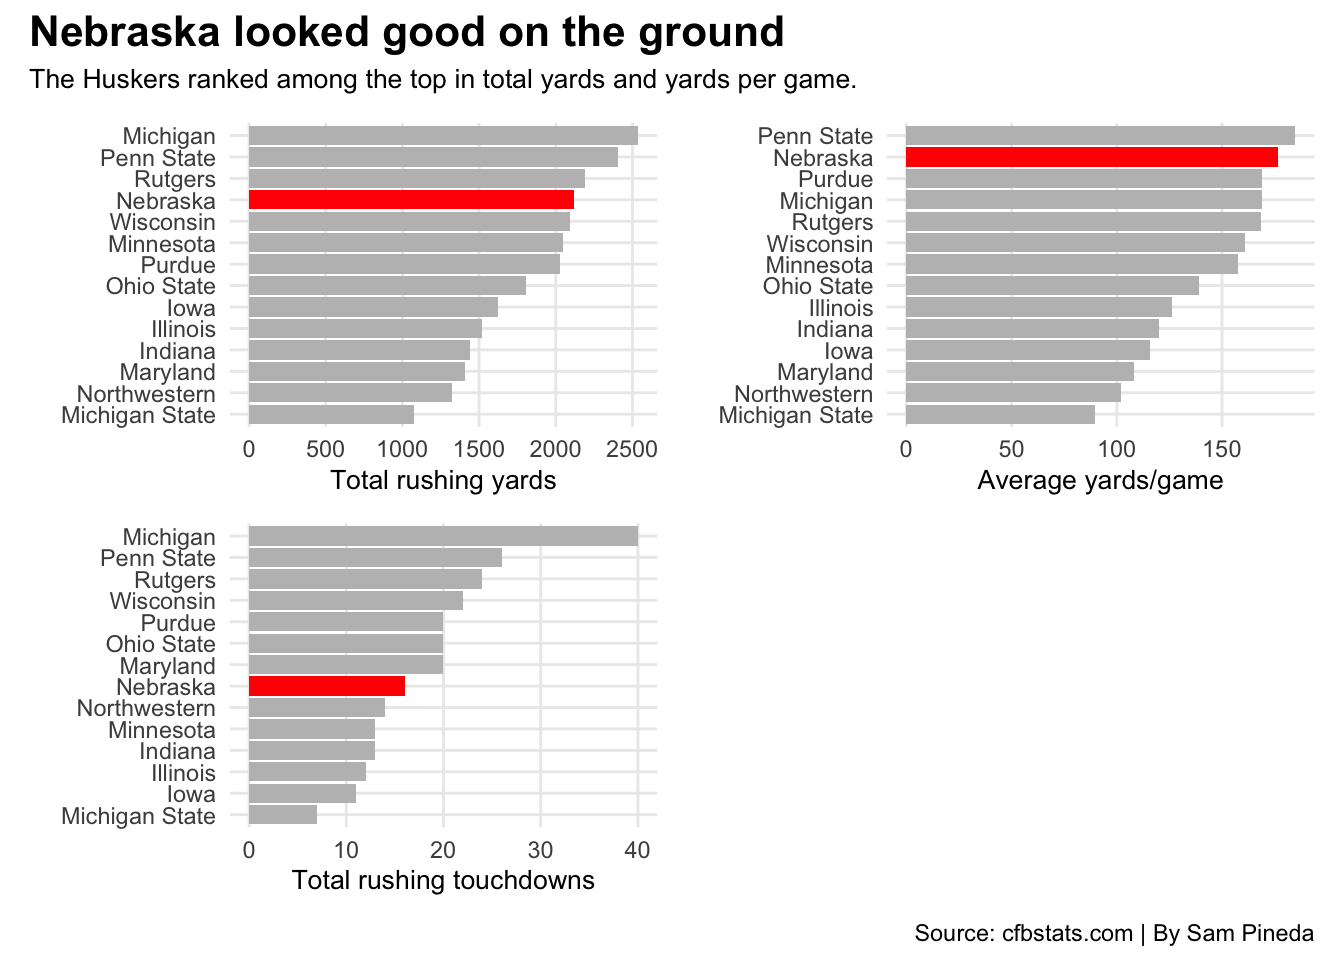 Nebraska looked good on the ground
The Huskers ranked among the top in total yards and yards per game.
Michigan
Penn State
Rutgers
Nebraska
Wisconsin
Minnesota
Purdue
Ohio State
Iowa
Illinois
Indiana
Maryland
Northwestern
Michigan State
0 500 1000 1500 2000 2500
Total rushing yards
Penn State
Nebraska
Purdue
Michigan
Rutgers
Wisconsin
Minnesota
Ohio State
Illinois
Indiana
Iowa
Maryland
Northwestern
Michigan State
0 50 100 150
Average yards/game
Michigan
Penn State
Rutgers
Wisconsin
Purdue
Ohio State
Maryland
Nebraska
Northwestern
Minnesota
Indiana
Illinois
Iowa
Michigan State
0 10 20 30 40
Total rushing touchdowns
Source: cfbstats.com | By Sam Pineda